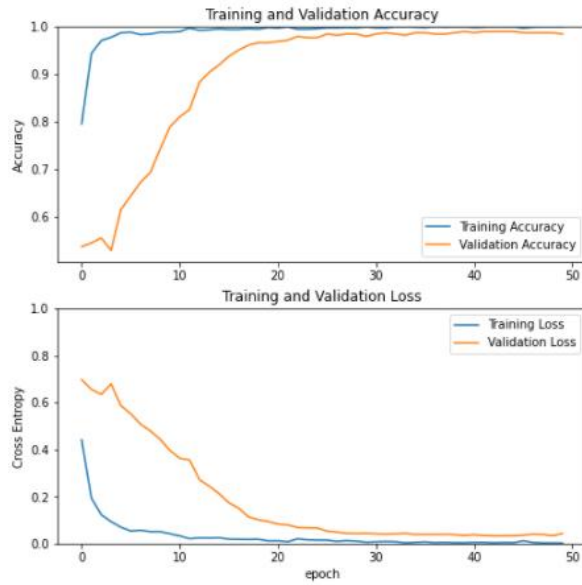 Training and Validation Accuracy
1.0
0.9
0.8
0.7
0.6
Accuracy
Training Accuracy
Validation Accuracy
0 10 20 30 40 50
Training and Validation Loss
1.0
0.8
0.6
0.4
0.2
0.0
Cross Entropy
Training Loss
Validation Loss
0 10 20 30 40 50
epoch